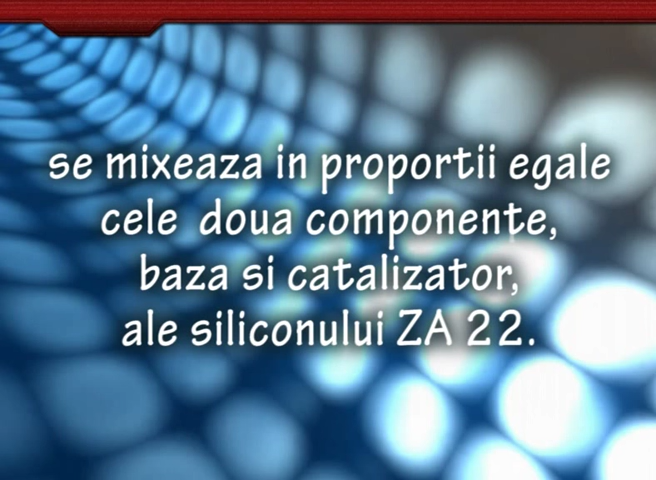 se mixeaza in proportii egale
cele doua componente,
baza si catalizator,
ale siliconului ZA 22.